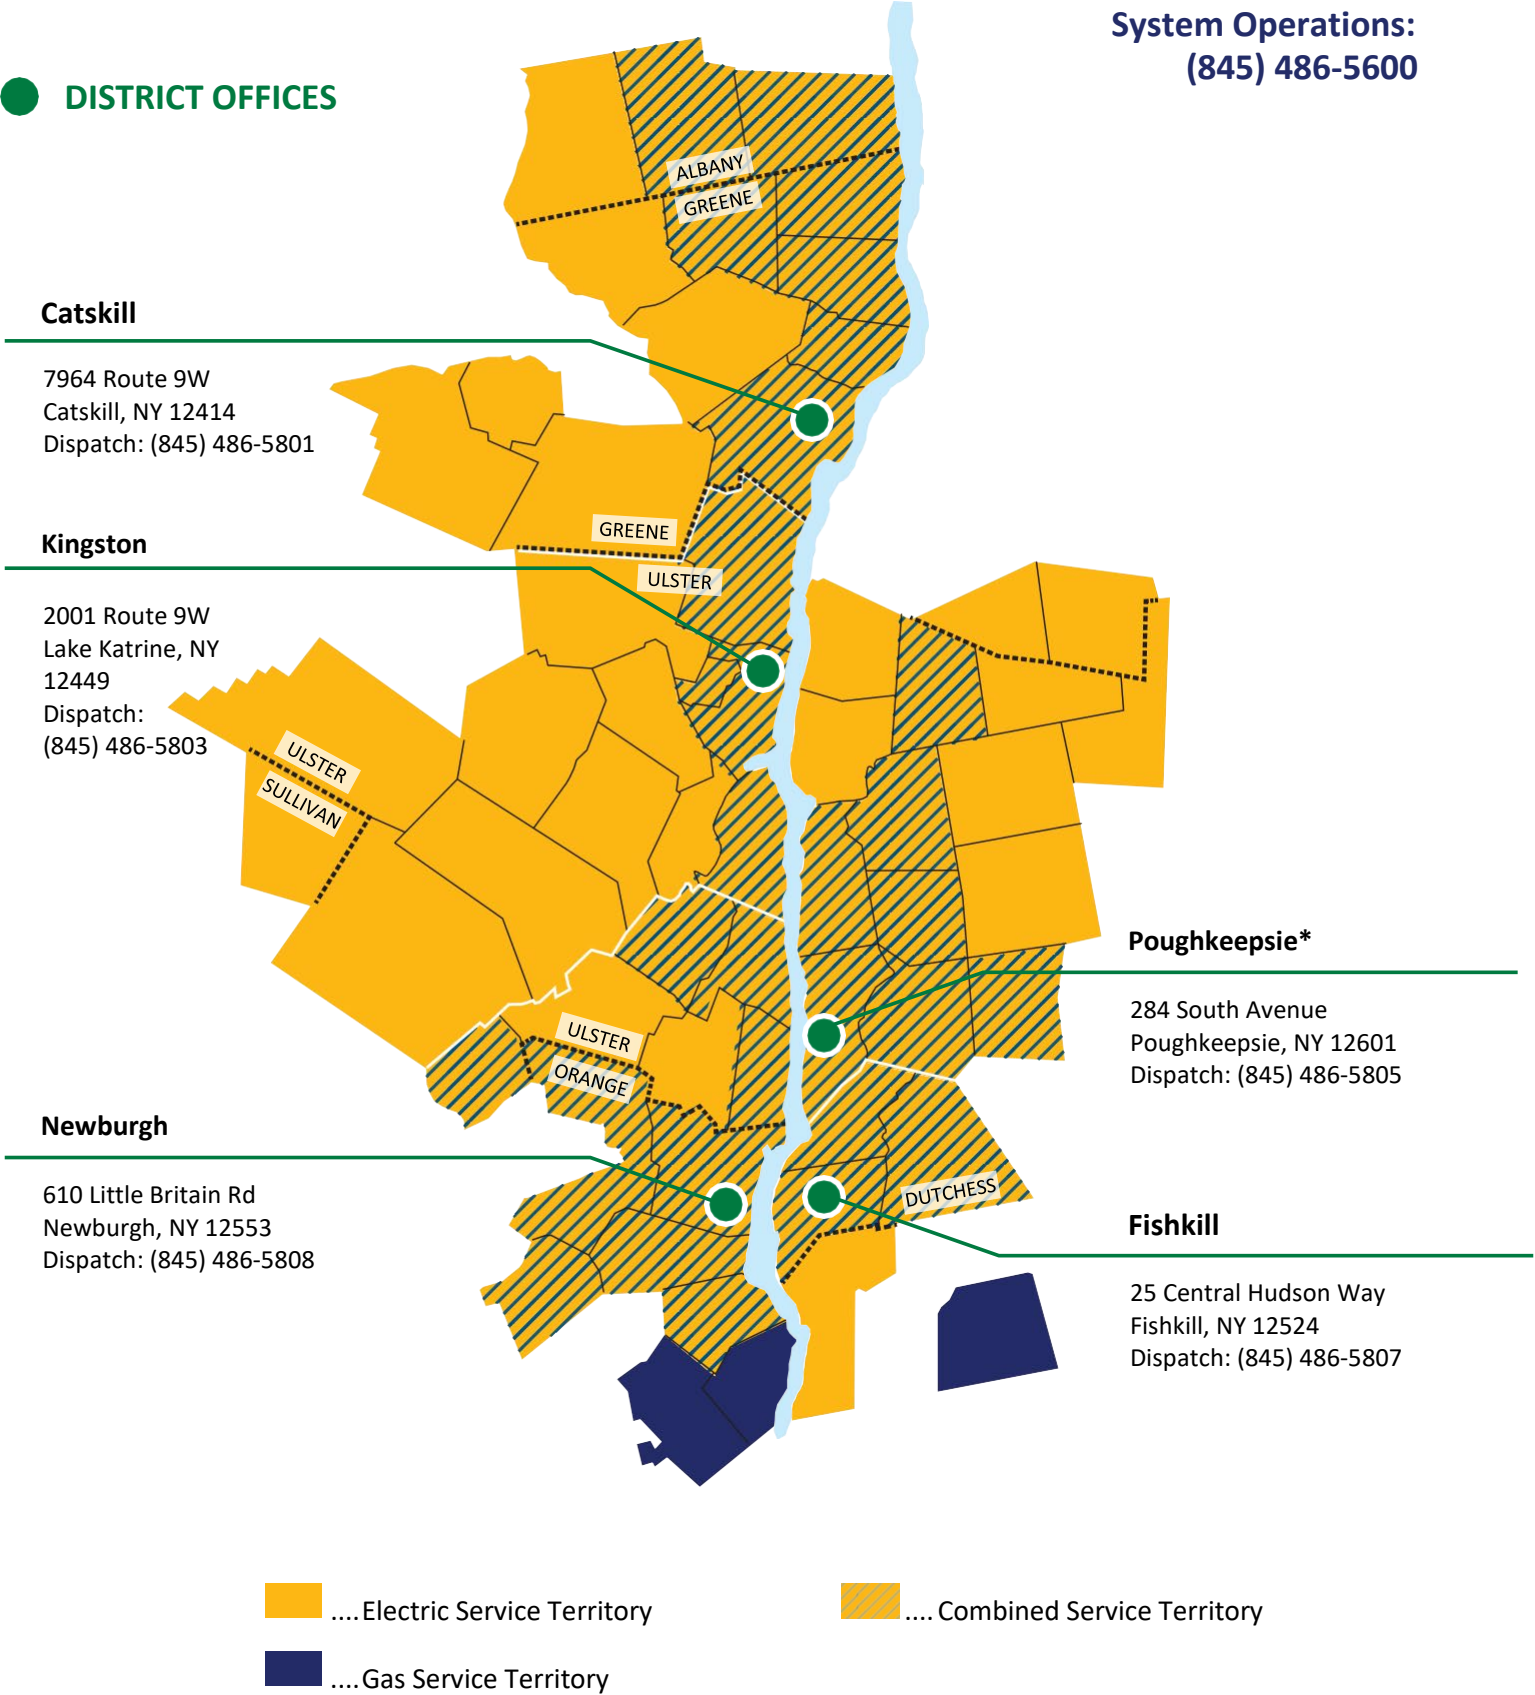 System Operations:
(845) 486-5600
DISTRICT OFFICES
ALBANY
GREENE
Catskill
7964 Route 9W
Catskill, NY 12414
Dispatch: (845) 486-5801
GREENE
ULSTER
Kingston
2001 Route 9W
Lake Katrine, NY
12449
Dispatch:
(845) 486-5803
ULSTER
SULLIVAN
Poughkeepsie*
284 South Avenue
Poughkeepsie, NY 12601
Dispatch: (845) 486-5805
ULSTER
ORANGE
Newburgh
610 Little Britain Rd
Newburgh, NY 12553
Dispatch: (845) 486-5808
DUTCHESS
Fishkill
25 Central Hudson Way
Fishkill, NY 12524
Dispatch: (845) 486-5807
....Electric Service Territory
.... Combined Service Territory
....Gas Service Territory